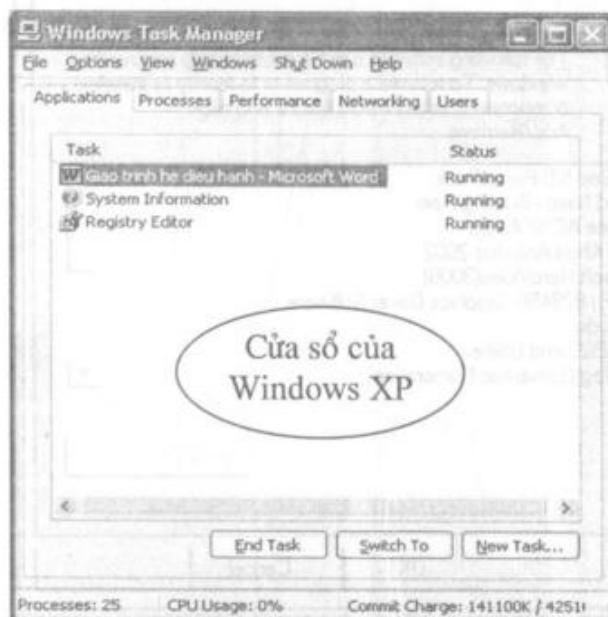 Windows Task Manager
File Options View Windows Shut Down Help
Applications Processes Performance Networking Users
Task Status
Giao trinh he dieu hanh - Microsoft Word Running
System Information Running
Registry Editor Running
Cửa sổ của
Windows XP
End Task Switch To New Task...
Processes: 25 CPU Usage: 0% Commit Charge: 141100K / 4251